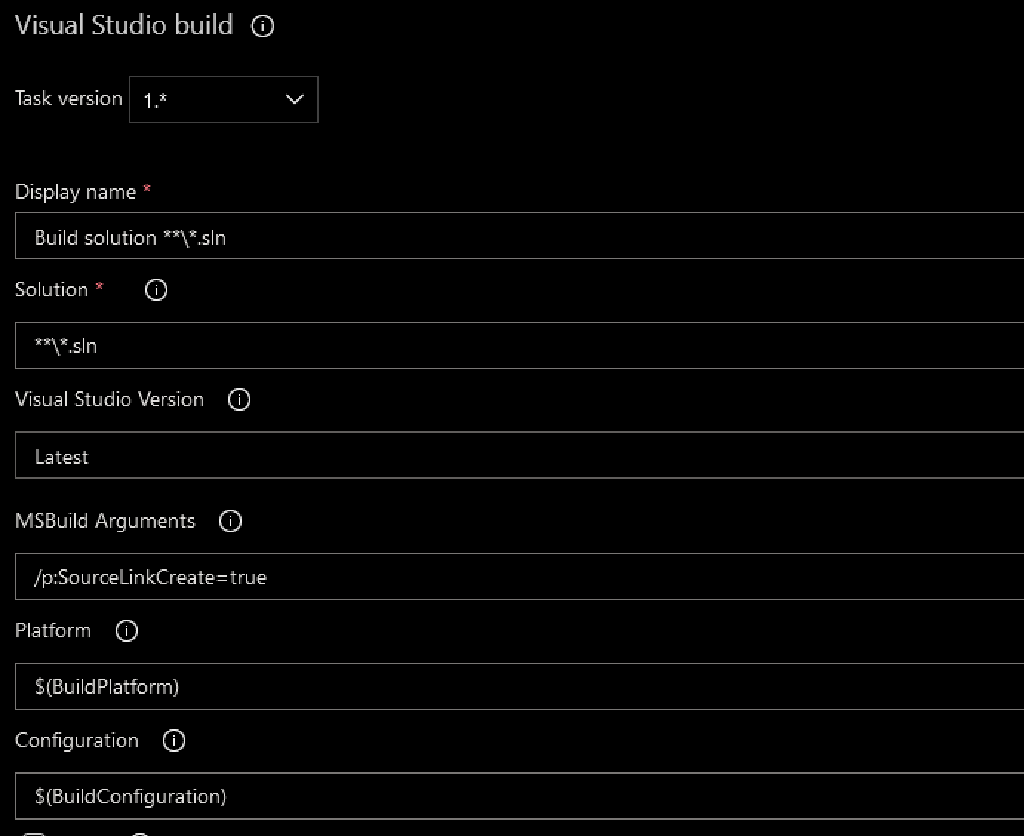 Visual Studio build
Task version 1.*
Display name *
Build solution **\*.sln
Solution *
**\*.sln
Visual Studio Version
Latest
MSBuild Arguments
/p:SourceLinkCreate=true
Platform
$(BuildPlatform)
Configuration
$(BuildConfiguration)